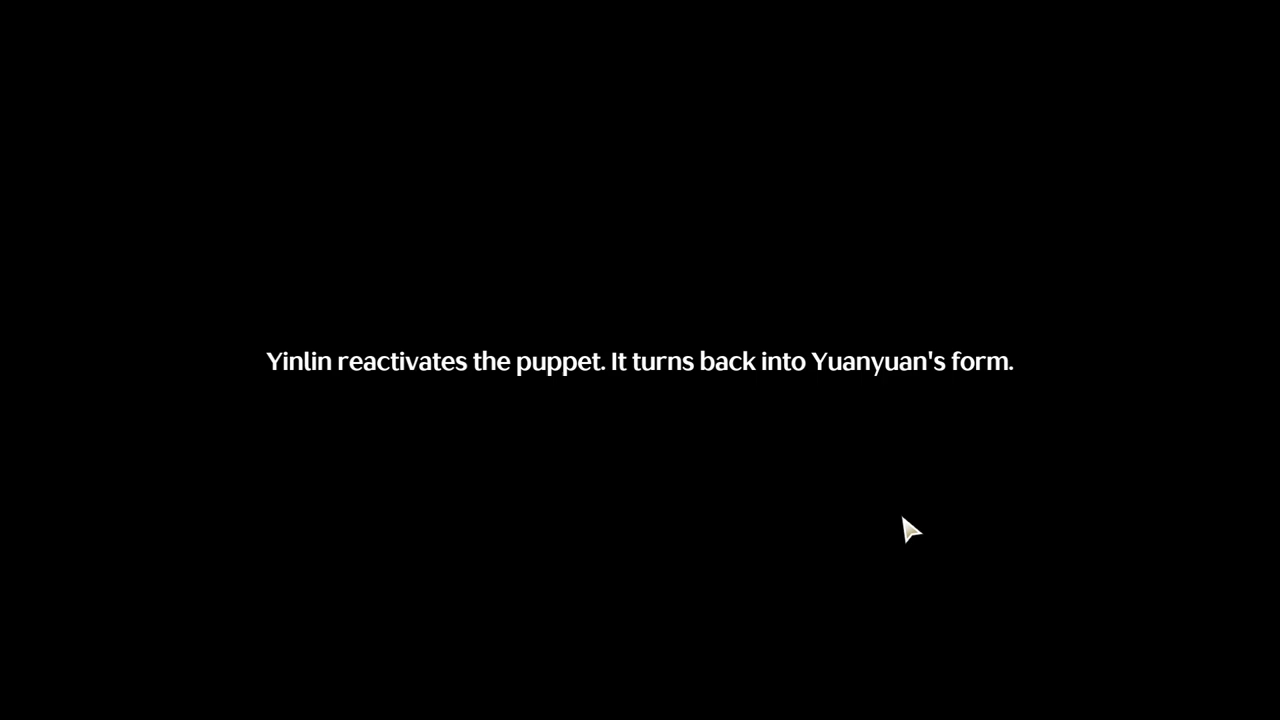 Yinlin reactivates the puppet. It turns back into Yuanyuan's form.